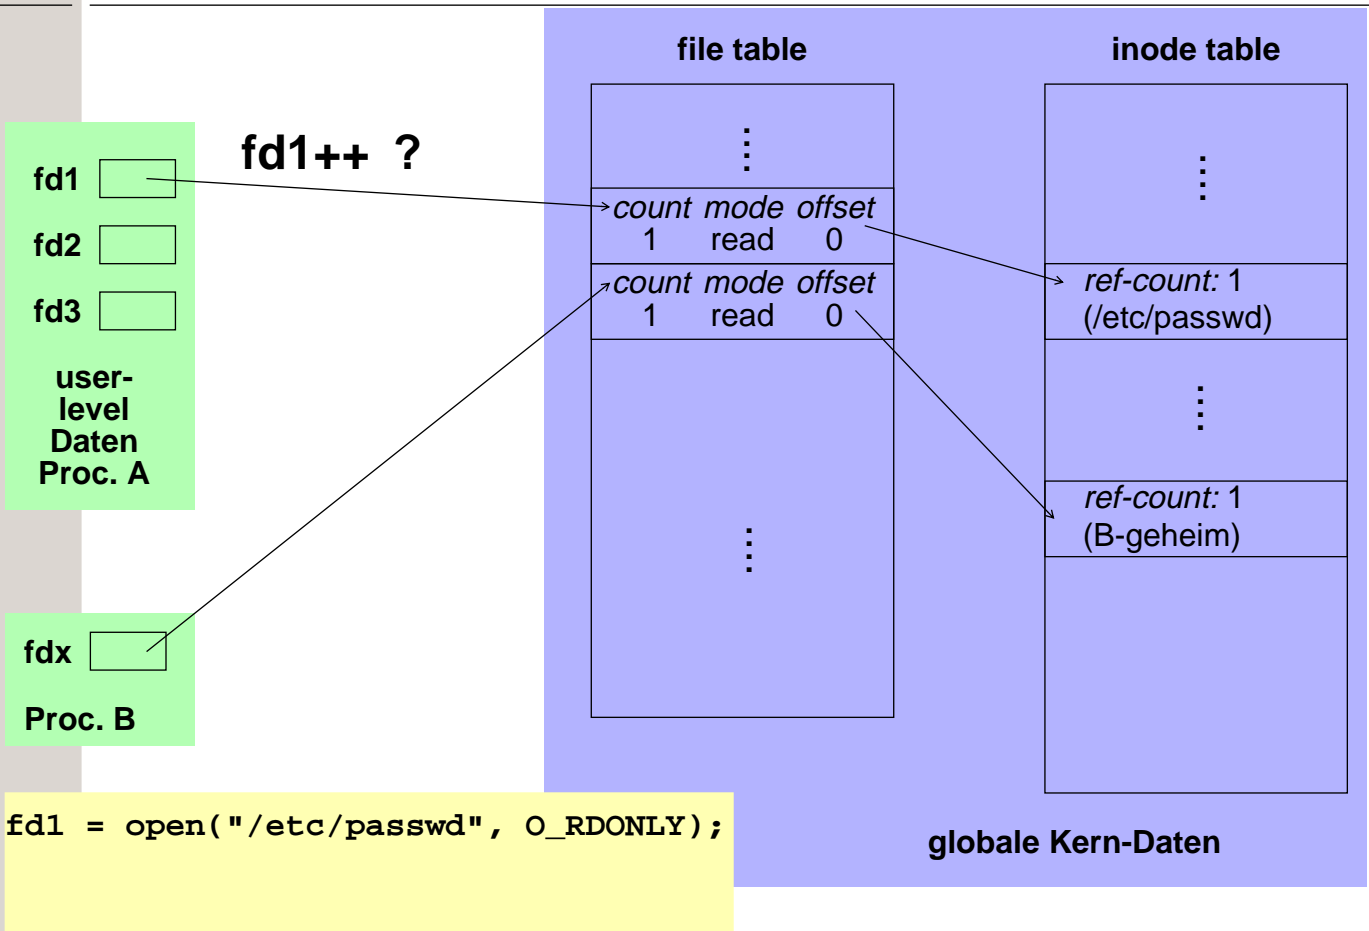 file table
inode table
fd1++ ?
fd1
fd2
fd3
user-
level
Daten
Proc. A
count mode offset
1 read 0
count mode offset
1 read 0
ref-count: 1
(/etc/passwd)
ref-count: 1
(B-geheim)
fdx
Proc. B
fd1 = open("/etc/passwd", O_RDONLY);
globale Kern-Daten